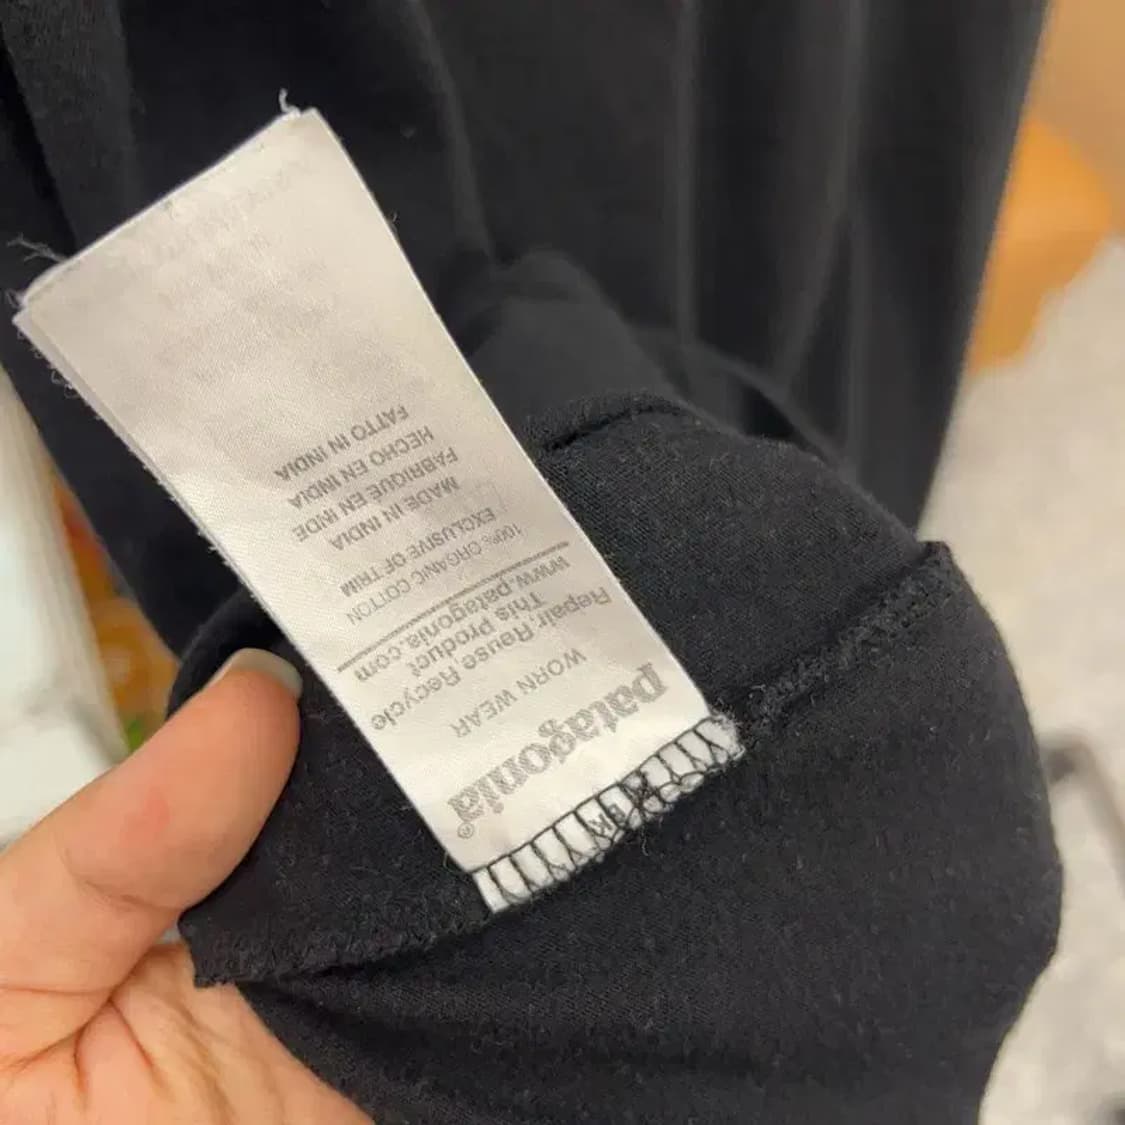 patagonia®
WORN WEAR
Repair Reuse Recycle
This Product
www.patagonia.com
100% ORGANIC COTTON
EXCLUSIVE OF TRIM
MADE IN INDIA
FABRIQUÉ EN INDE
HECHO EN INDIA
FATTO IN INDIA